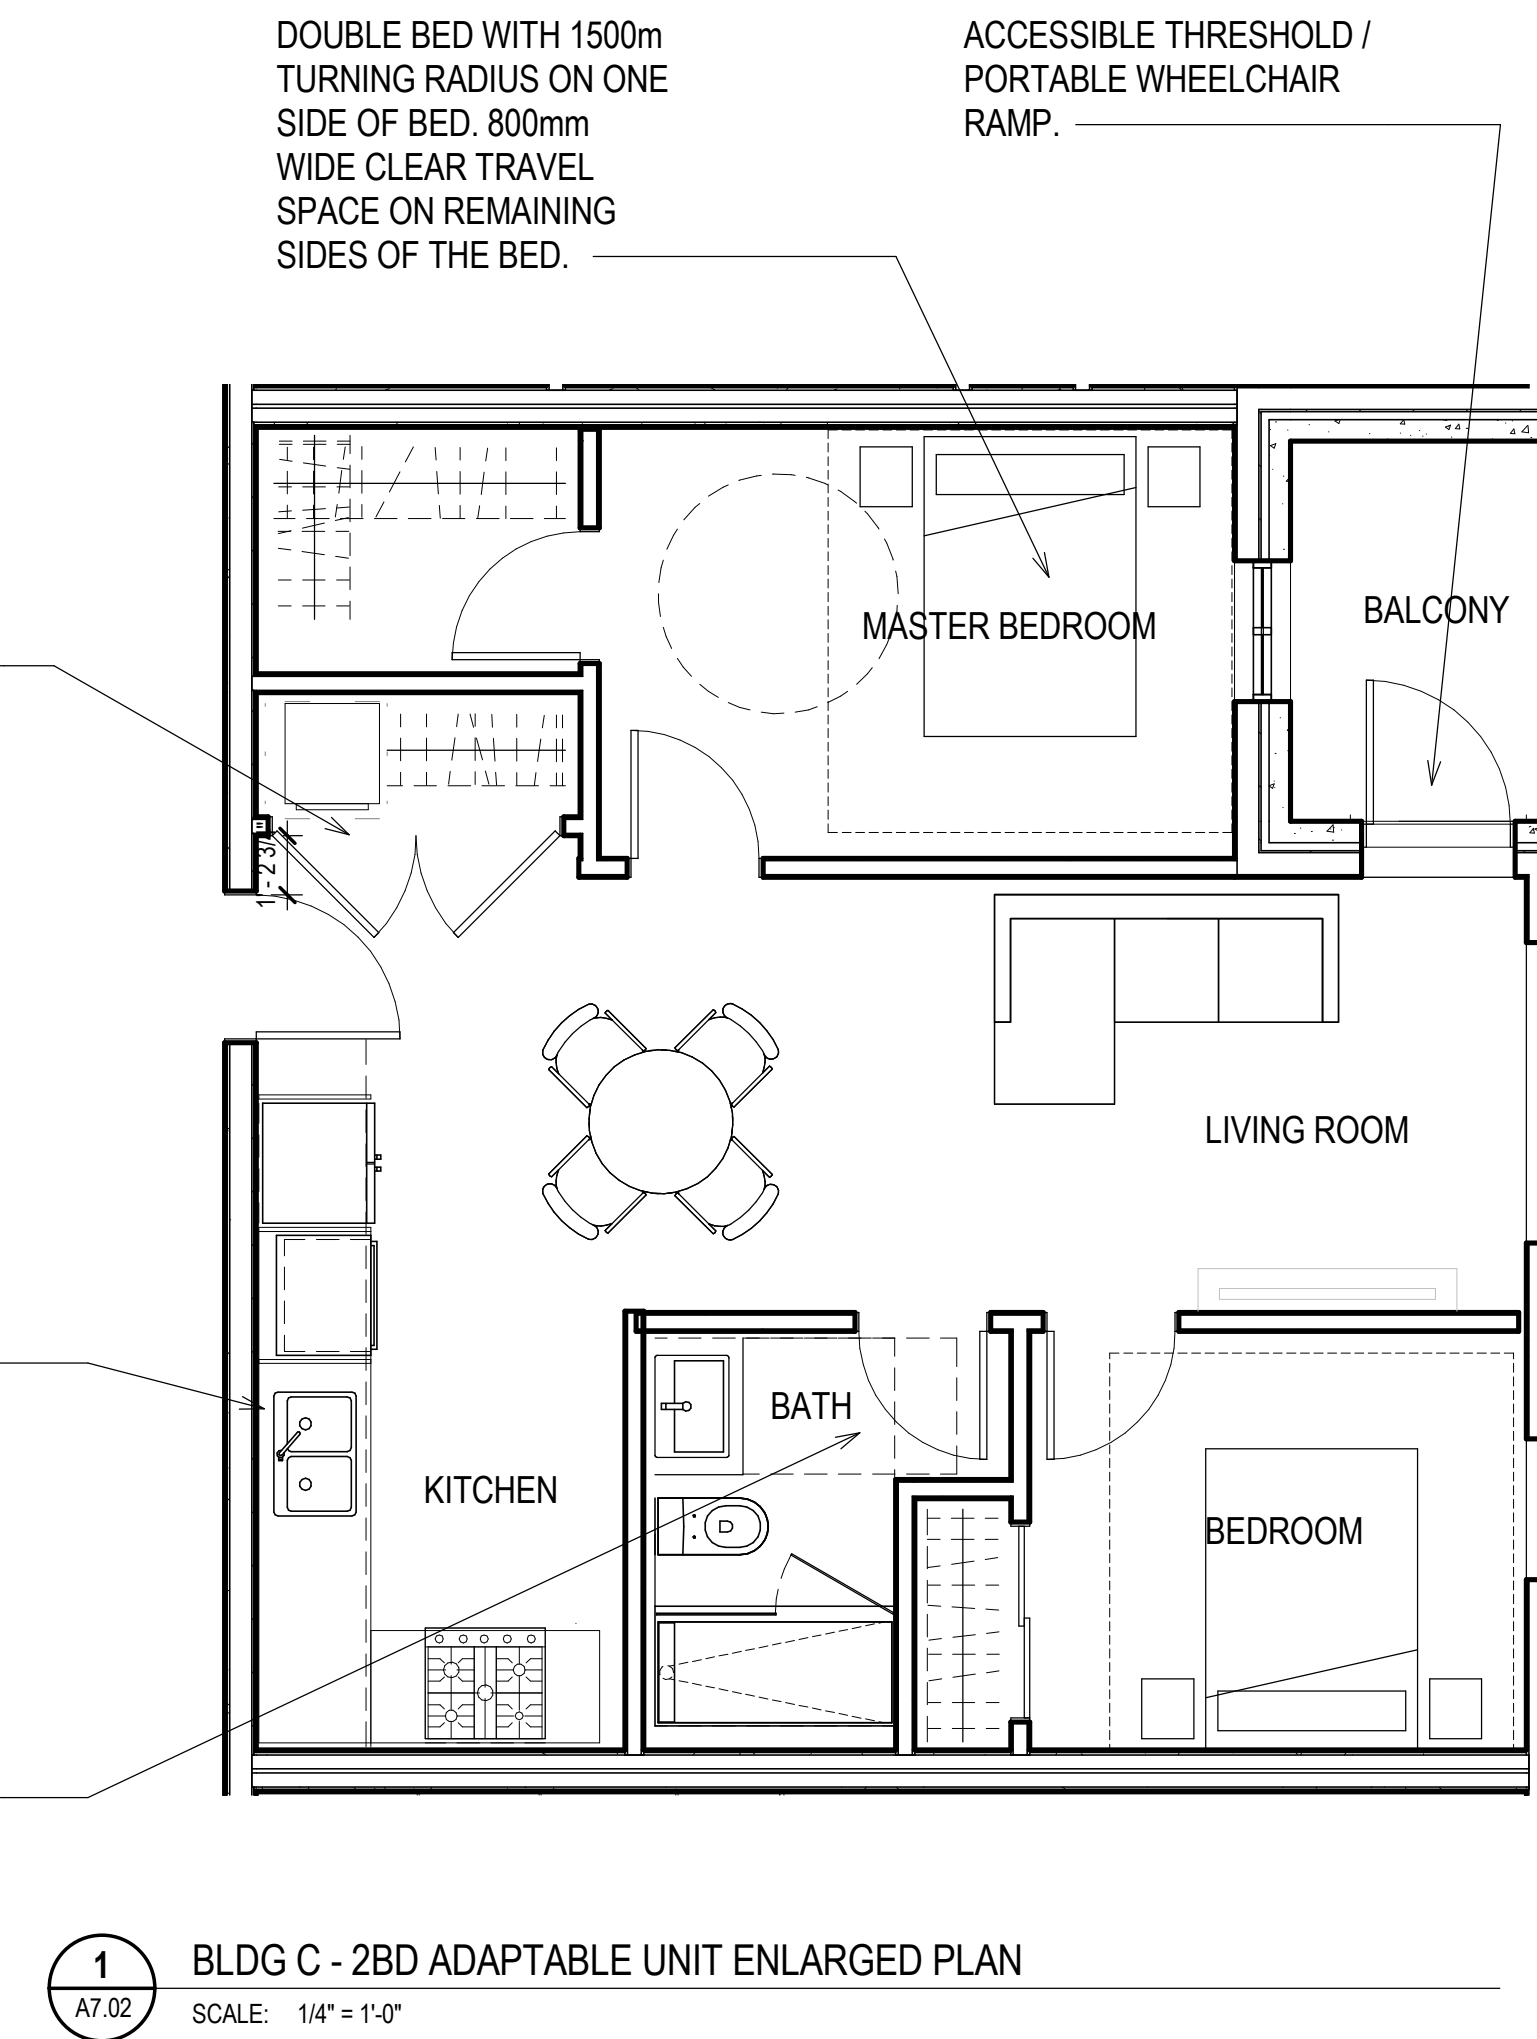 DOUBLE BED WITH 1500m
TURNING RADIUS ON ONE
SIDE OF BED. 800mm
WIDE CLEAR TRAVEL
SPACE ON REMAINING
SIDES OF THE BED.
ACCESSIBLE THRESHOLD /
PORTABLE WHEELCHAIR
RAMP.
MASTER BEDROOM
BALCONY
1' - 2 3/
LIVING ROOM
BATH
KITCHEN
BEDROOM
1
A7.02
BLDG C - 2BD ADAPTABLE UNIT ENLARGED PLAN
SCALE: 1/4" = 1'-0"